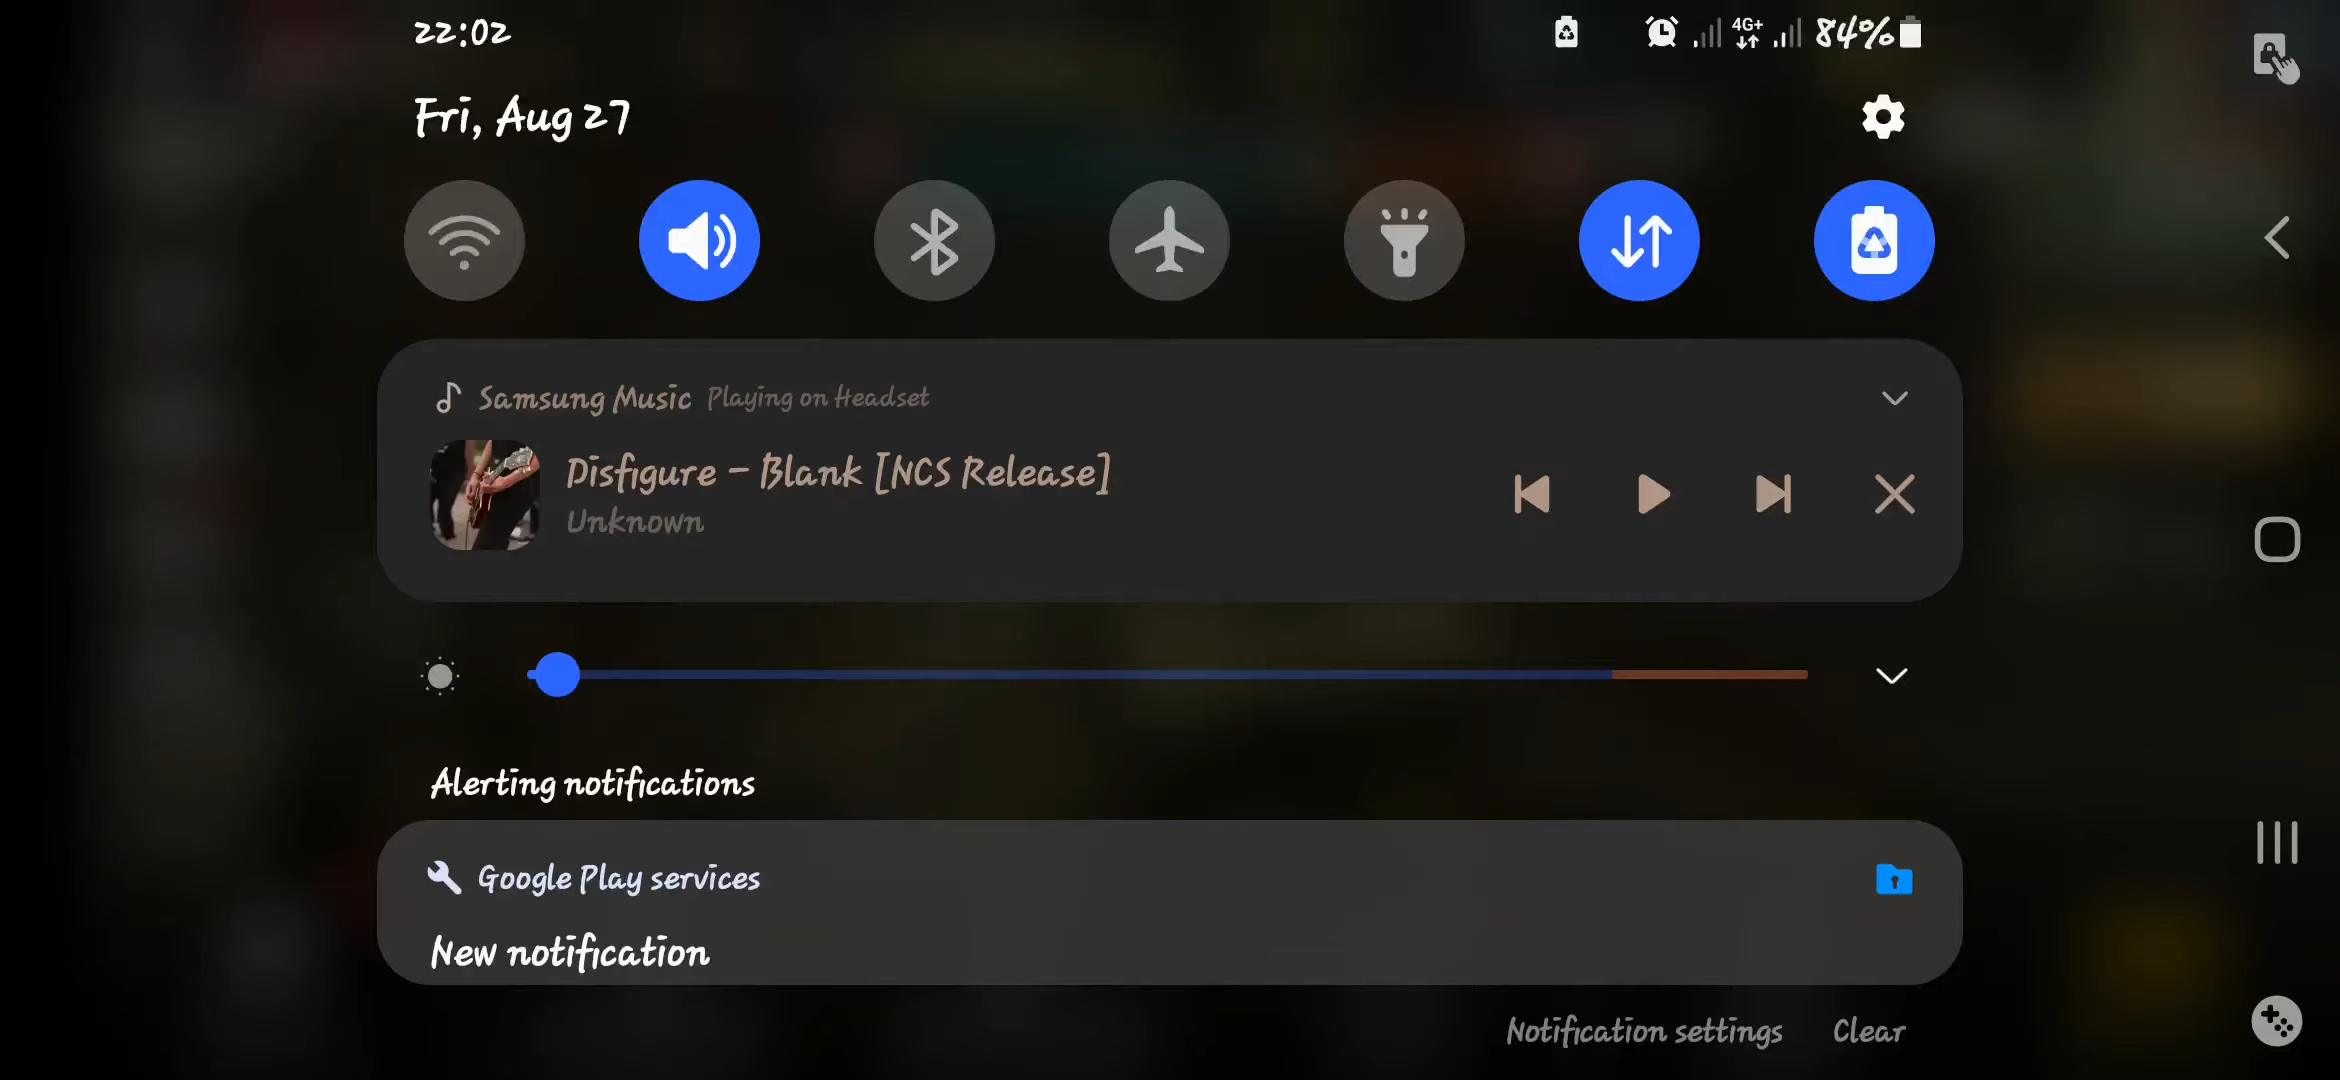 22:02
4G+ 84%
Fri, Aug 27
Samsung Music Playing on Headset
Disfigure - Blank [NCS Release]
Unknown
Alerting notifications
Google Play services
New notification
Notification settings Clear